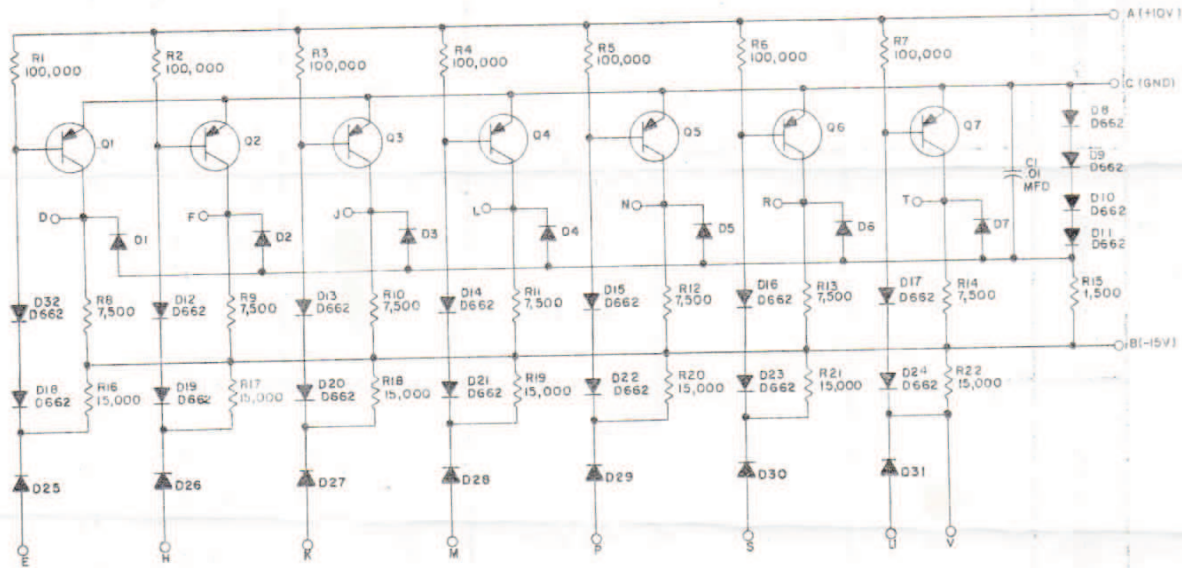 A (+10V)
R1 100,000
R2 100,000
R3 100,000
R4 100,000
R5 100,000
R6 100,000
R7 100,000
C (GND)
Q1
Q2
Q3
Q4
Q5
Q6
Q7
D8 D662
D9 D662
C1 .01 MFD
D10 D662
D11 D662
D
F
J
L
N
R
T
D1
D2
D3
D4
D5
D6
D7
D32 D662
R8 7,500
D12 D662
R9 7,500
D13 D662
R10 7,500
D14 D662
R11 7,500
D15 D662
R12 7,500
D16 D662
R13 7,500
D17 D662
R14 7,500
R15 1,500
B(-15V)
D18 D662
R16 15,000
D19 D662
R17 15,000
D20 D662
R18 15,000
D21 D662
R19 15,000
D22 D662
R20 15,000
D23 D662
R21 15,000
D24 D662
R22 15,000
D25
D26
D27
D28
D29
D30
Q31
E
H
K
M
P
S
U
V